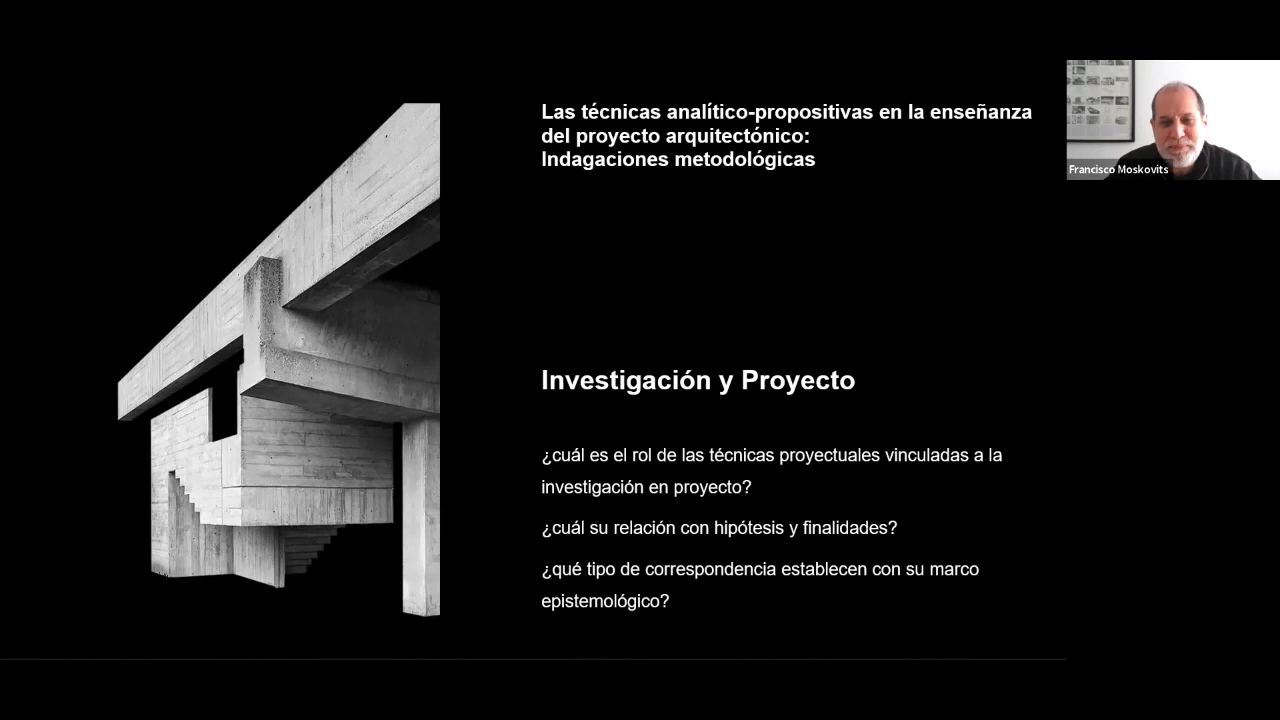 Las técnicas analítico-propositivas en la enseñanza
del proyecto arquitectónico:
Indagaciones metodológicas
Francisco Moskovits
Investigación y Proyecto
¿cuál es el rol de las técnicas proyectuales vinculadas a la
investigación en proyecto?
¿cuál su relación con hipótesis y finalidades?
¿qué tipo de correspondencia establecen con su marco
epistemológico?